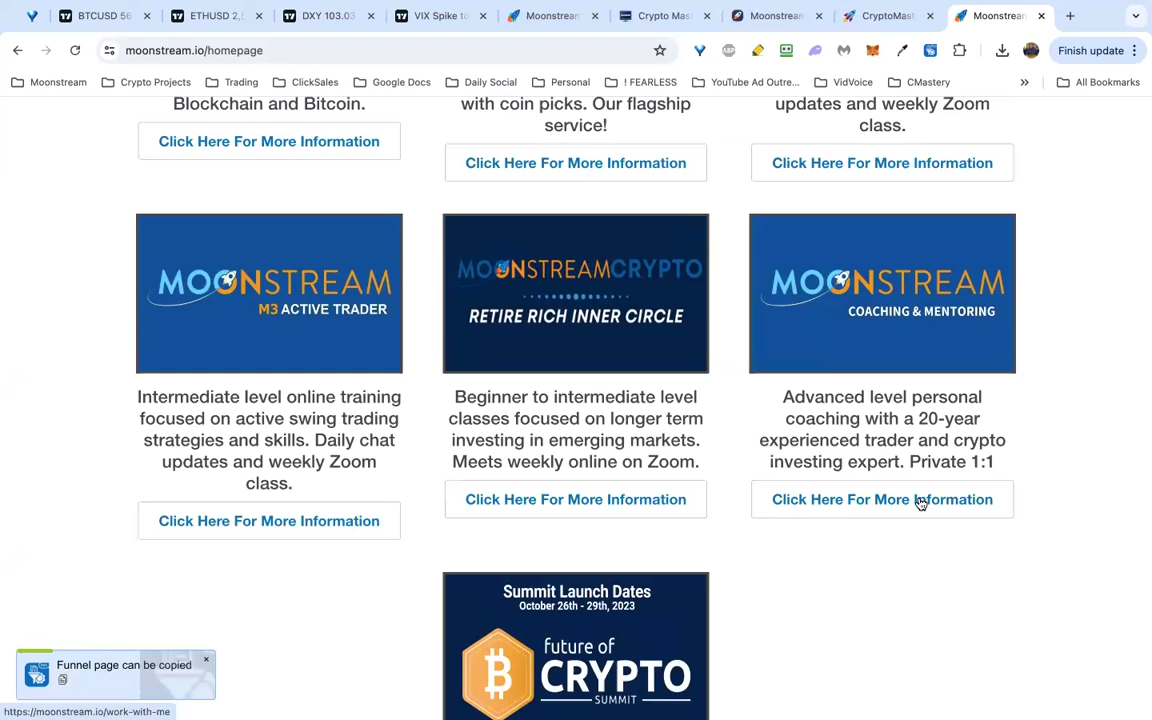 BTCUSD 56
ETHUSD 2,5
DXY 103.03
VIX Spike to
Moonstream
Crypto Mas
Moonstream
CryptoMast
Moonstream
moonstream.io/homepage
Finish update
Moonstream
Crypto Projects
Trading
ClickSales
Google Docs
Daily Social
Personal
! FEARLESS
YouTube Ad Outre...
VidVoice
CMastery
»
All Bookmarks
Blockchain and Bitcoin.
Click Here For More Information
with coin picks. Our flagship
service!
Click Here For More Information
updates and weekly Zoom
class.
Click Here For More Information
MOONSTREAM
M3 ACTIVE TRADER
Intermediate level online training
focused on active swing trading
strategies and skills. Daily chat
updates and weekly Zoom
class.
Click Here For More Information
MOONSTREAMCRYPTO
RETIRE RICH INNER CIRCLE
Beginner to intermediate level
classes focused on longer term
investing in emerging markets.
Meets weekly online on Zoom.
Click Here For More Information
MOONSTREAM
COACHING & MENTORING
Advanced level personal
coaching with a 20-year
experienced trader and crypto
investing expert. Private 1:1
Click Here For More Information
Summit Launch Dates
October 26th - 29th, 2023
future of
CRYPTO
SUMMIT
Funnel page can be copied
https://moonstream.io/work-with-me